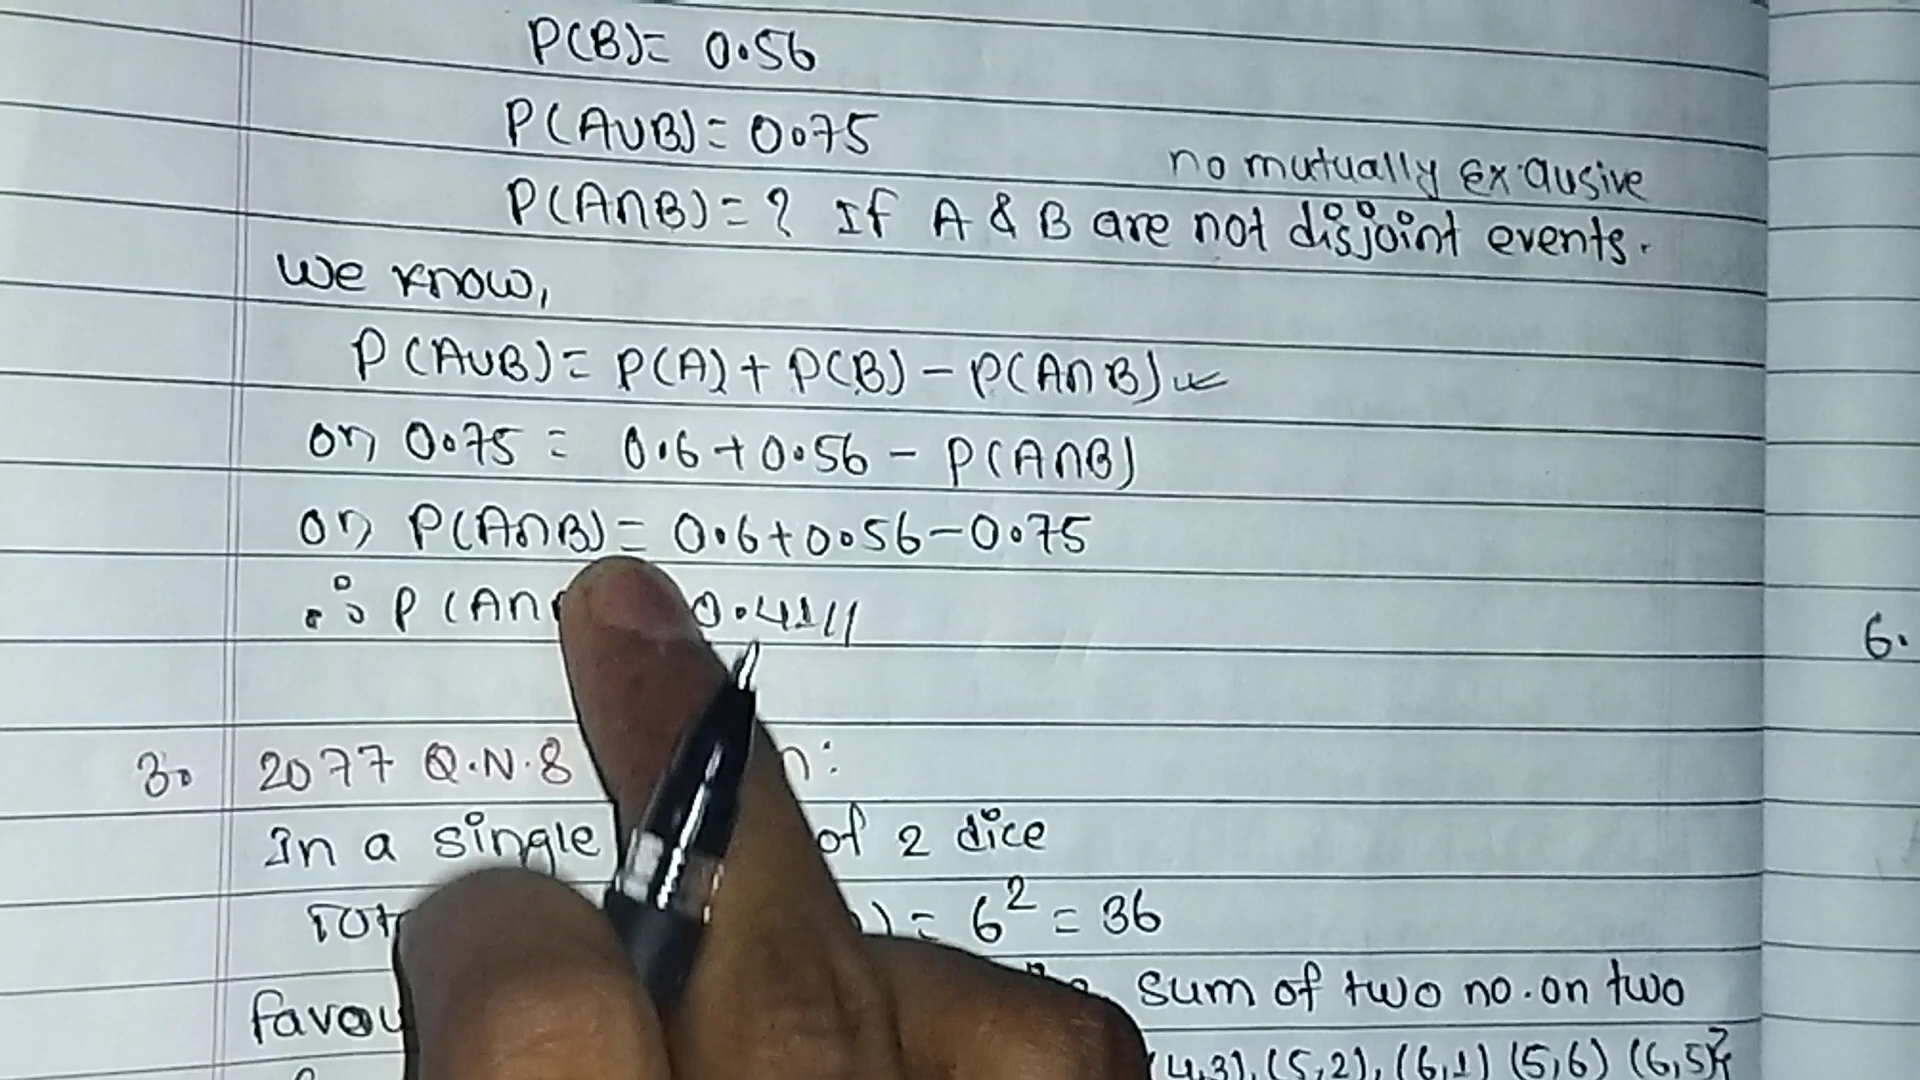 P(B)= 0.56
P(A∪B)= 0.75
no mutually exclusive
P(A∩B)=? If A & B are not disjoint events.
We know,
P(A∪B)= P(A)+ P(B) - P(A∩B)
or 0.75 = 0.6+0.56 - P(A∩B)
or P(A∩B)= 0.6+0.56-0.75
∴ P(A∩ 0.41//
6.
3. 2077 Q.N.8 n:
In a single of 2 dice
) = 6² = 36
sum of two no. on two
(4,3), (5,2), (6,1) (5,6) (6,5)}